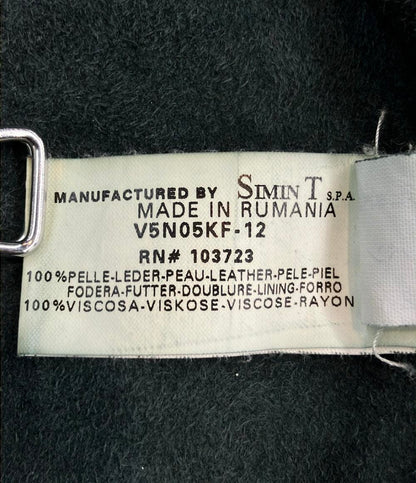 MANUFACTURED BY SIMINT S.P.A.
MADE IN RUMANIA
V5N05KF-12
RN# 103723
100%PELLE-LEDER-PEAU-LEATHER-PELE-PIEL
FODERA-FUTTER-DOUBLURE-LINING-FORRO
100%VISCOSA-VISKOSE-VISCOSE-RAYON